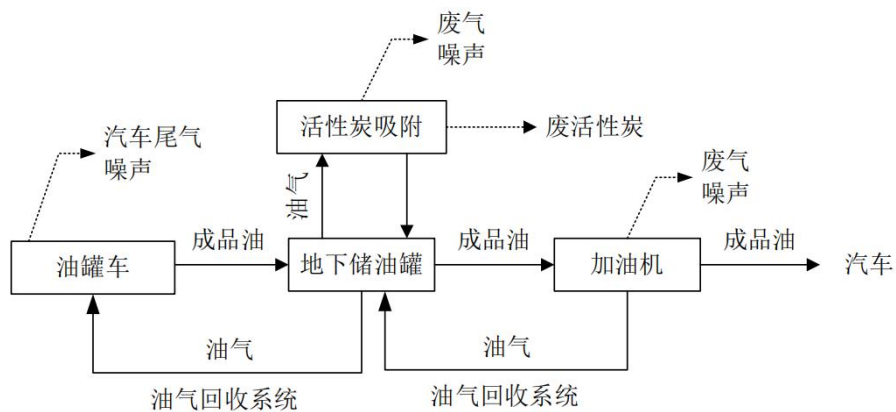 废气
噪声
活性炭吸附
废活性炭
汽车尾气
噪声
油气
废气
噪声
油罐车
成品油
地下储油罐
成品油
加油机
成品油
汽车
油气
油气回收系统
油气
油气回收系统